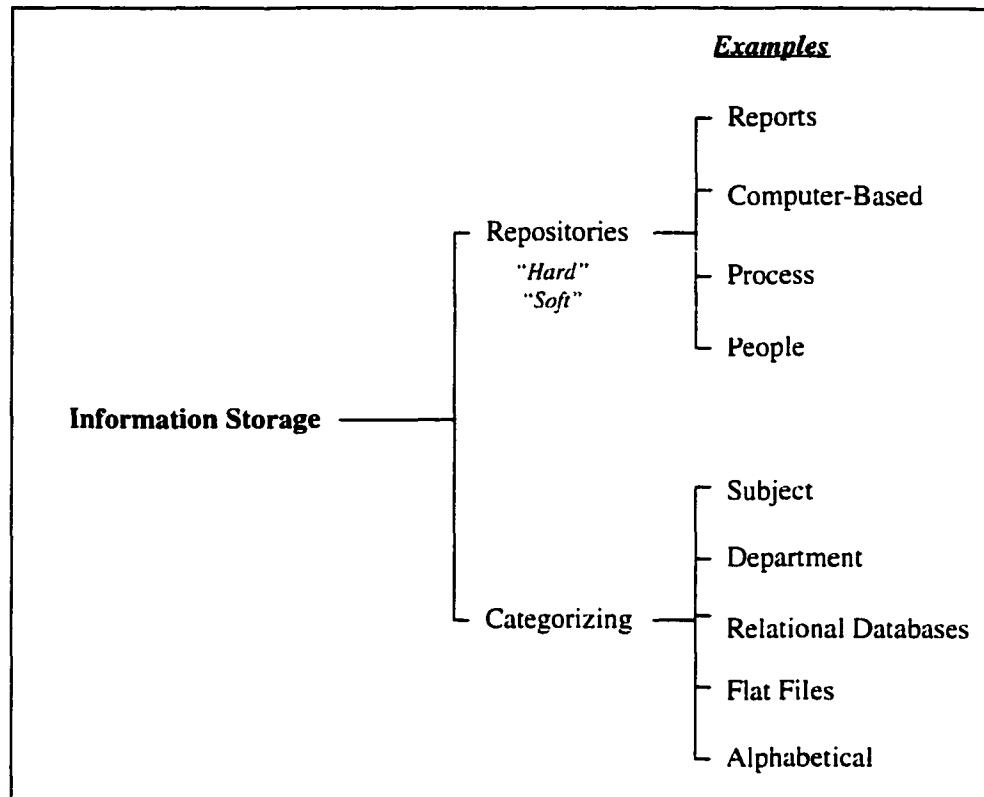 Examples
Reports
Computer-Based
Repositories
"Hard"
"Soft"
Process
People
Information Storage
Subject
Department
Categorizing
Relational Databases
Flat Files
Alphabetical